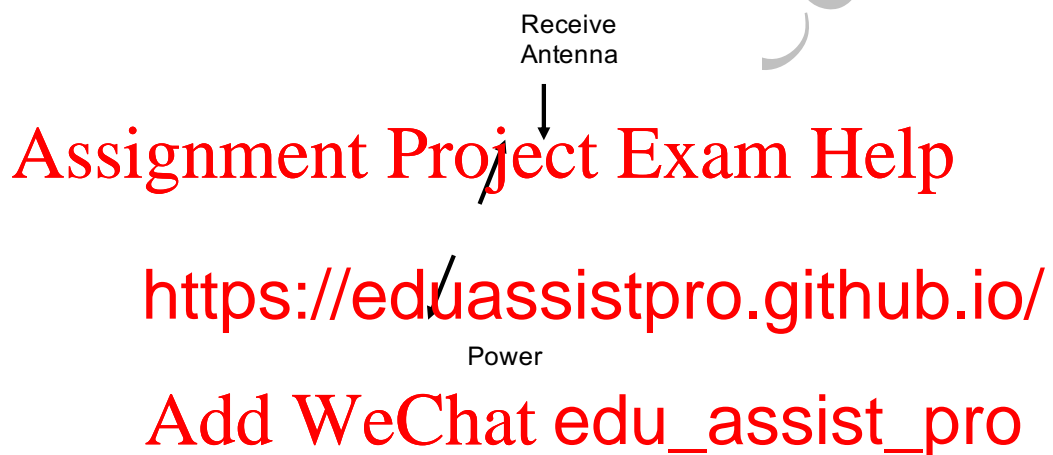 Receive
Antenna
Assignment Project Exam Help
https://eduassistpro.github.io/
Power
Add WeChat edu_assist_pro